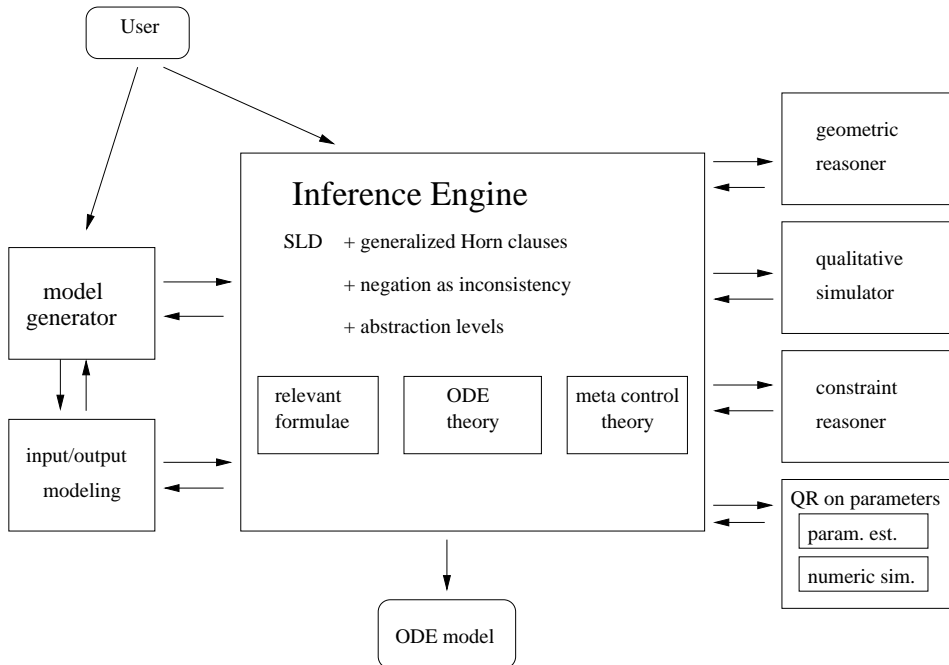 User
Inference Engine
SLD + generalized Horn clauses
+ negation as inconsistency
+ abstraction levels
relevant
formulae
ODE
theory
meta control
theory
model
generator
input/output
modeling
geometric
reasoner
qualitative
simulator
constraint
reasoner
QR on parameters
param. est.
numeric sim.
ODE model